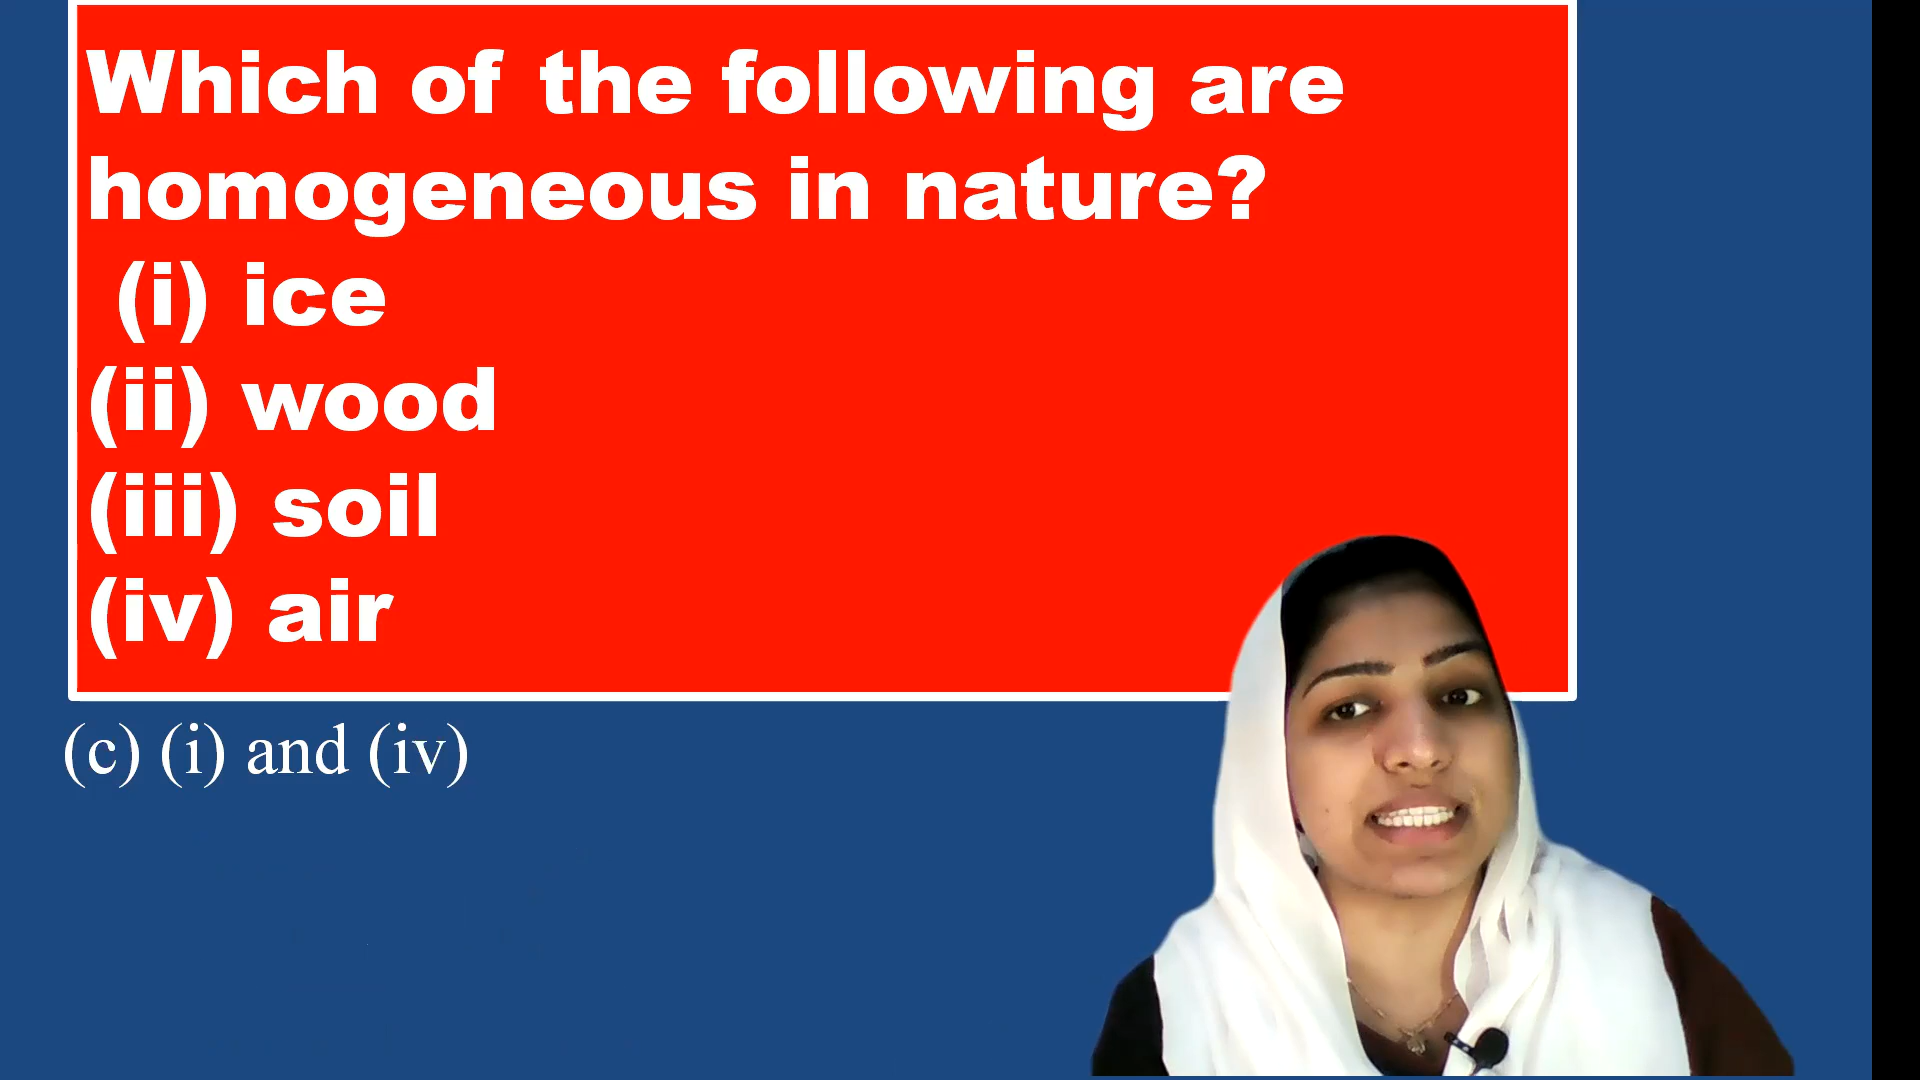 Which of the following are
homogeneous in nature?
(i) ice
(ii) wood
(iii) soil
(iv) air
(c) (i) and (iv)